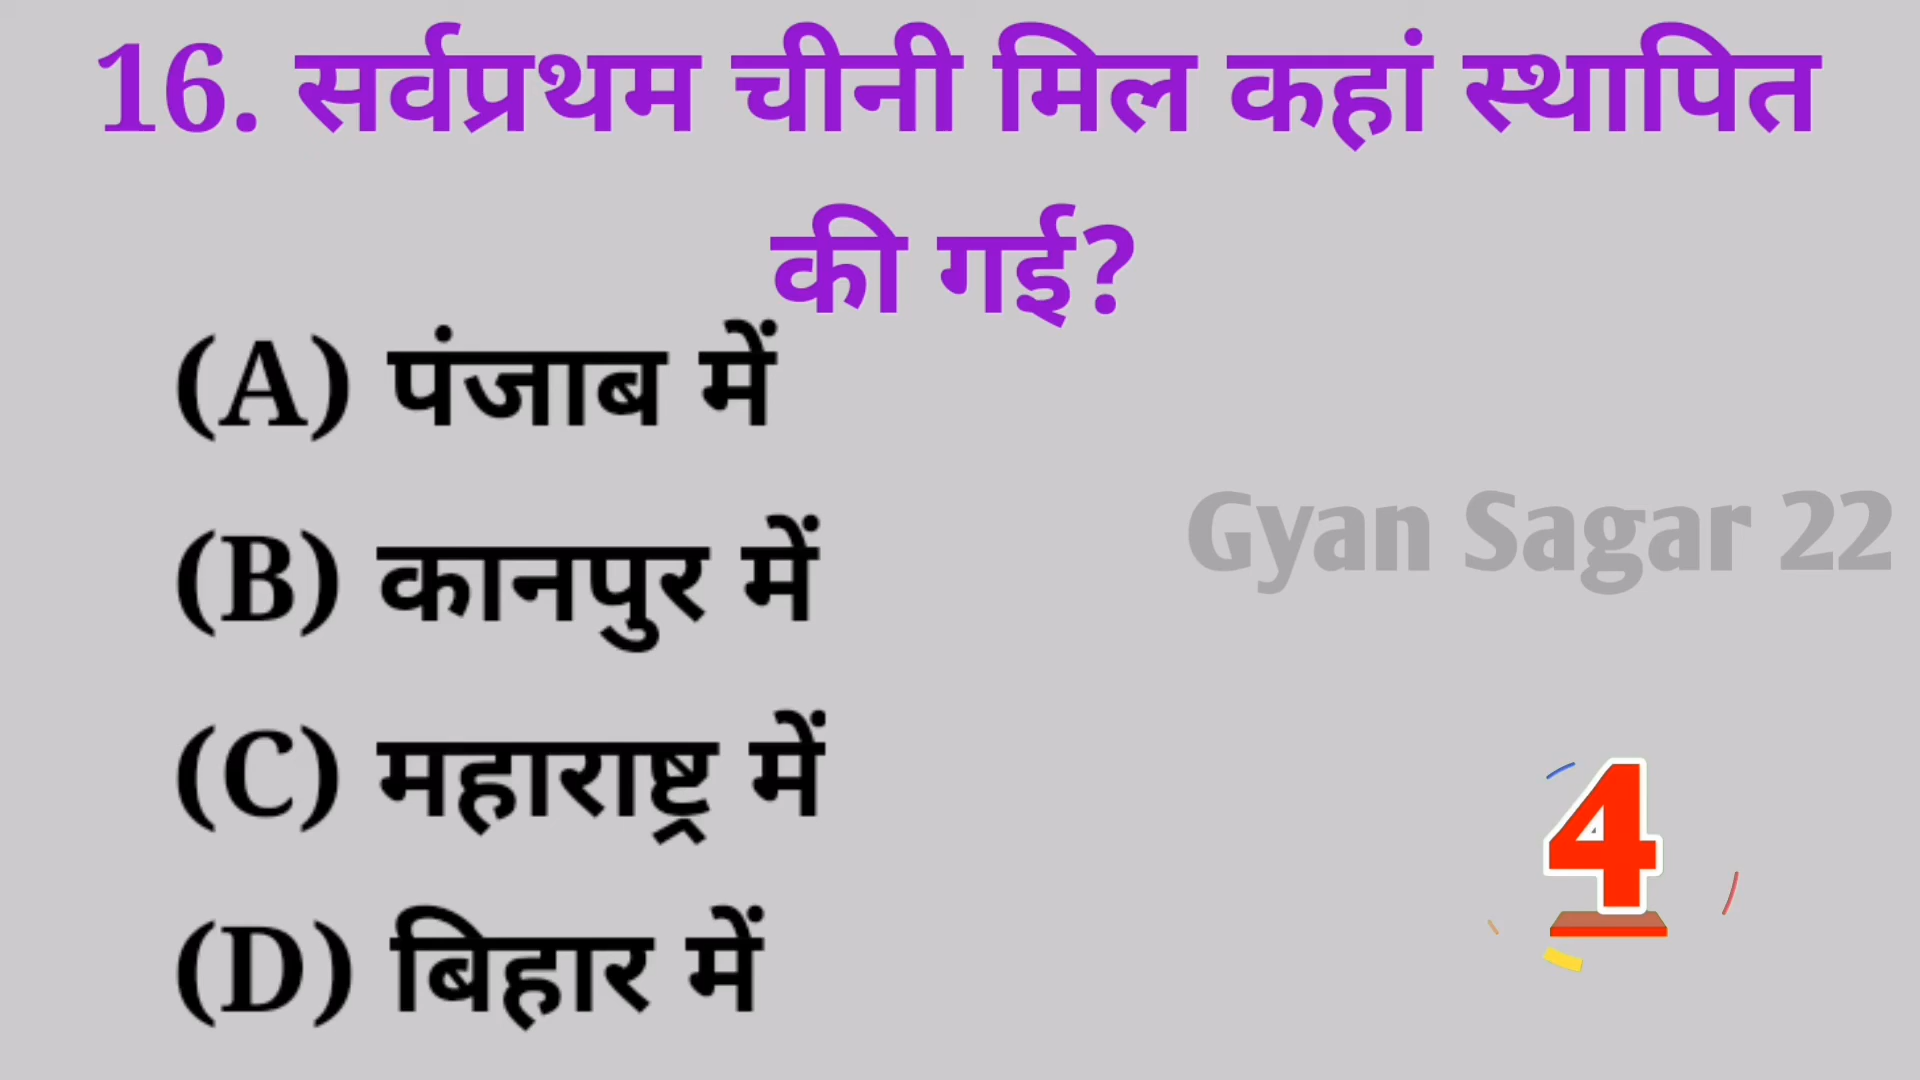 16. सर्वप्रथम चीनी मिल कहां स्थापित
की गई?
(A) पंजाब में
(B) कानपुर में
Gyan Sagar 22
(C) महाराष्ट्र में
4
(D) बिहार में